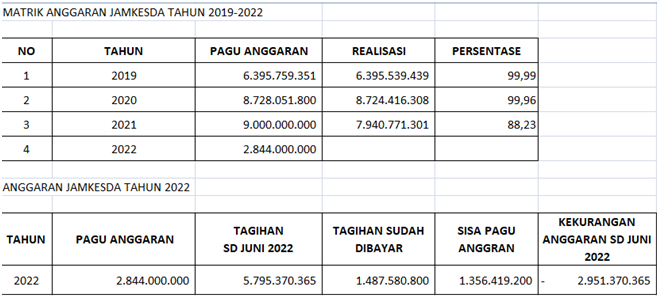 MATRIK ANGGARAN JAMKESDA TAHUN 2019-2022
NO TAHUN PAGU ANGGARAN REALISASI PERSENTASE
1 2019 6.395.759.351 6.395.539.439 99,99
2 2020 8.728.051.800 8.724.416.308 99,96
3 2021 9.000.000.000 7.940.771.301 88,23
4 2022 2.844.000.000
ANGGARAN JAMKESDA TAHUN 2022
TAHUN PAGU ANGGARAN TAGIHAN SD JUNI 2022 TAGIHAN SUDAH DIBAYAR SISA PAGU ANGGRAN KEKURANGAN ANGGARAN SD JUNI 2022
2022 2.844.000.000 5.795.370.365 1.487.580.800 1.356.419.200 - 2.951.370.365